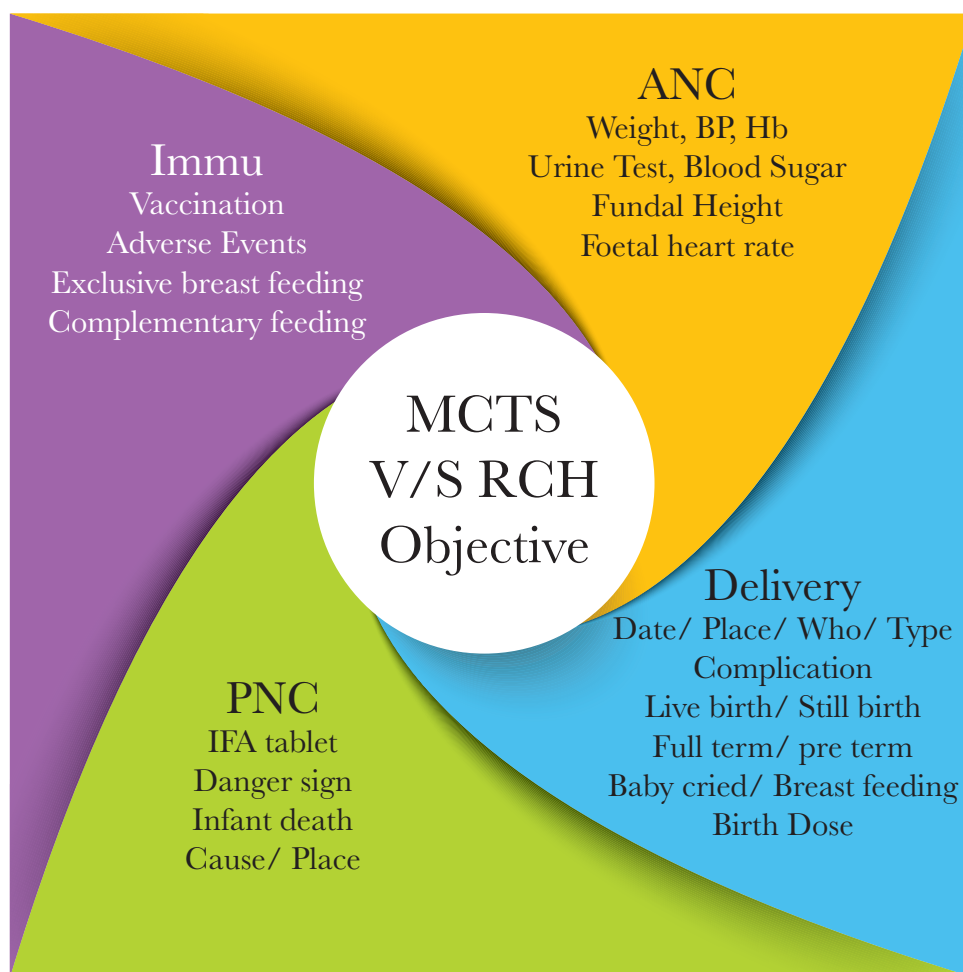 ANC
Weight, BP, Hb
Urine Test, Blood Sugar
Fundal Height
Foetal heart rate
Immu
Vaccination
Adverse Events
Exclusive breast feeding
Complementary feeding
MCTS
V/S RCH
Objective
Delivery
Date/ Place/ Who/ Type
Complication
Live birth/ Still birth
Full term/ pre term
Baby cried/ Breast feeding
Birth Dose
PNC
IFA tablet
Danger sign
Infant death
Cause/ Place